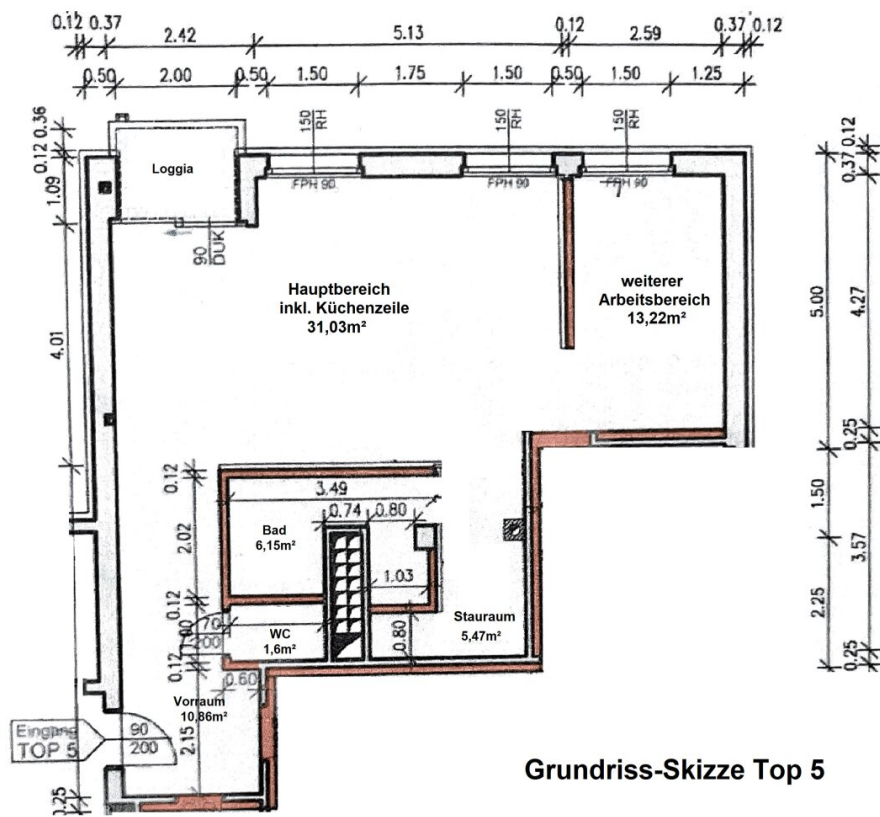 0.12 0.37 2.42 5.13 0.12 2.59 0.37 0.12
0.50 2.00 0.50 1.50 1.75 1.50 0.50 1.50 1.25
0.12 0.36
1.09
4.01
150
RH
150
RH
150
RH
Loggia
FPH 90
FPH 90
FPH 90
90
DUK
Hauptbereich
inkl. Küchenzeile
31,03m²
weiterer
Arbeitsbereich
13,22m²
0.12
0.37
5.00
4.27
0.25
1.50
3.57
2.25
0.25
0.12
3.49
0.74 0.80
2.02
Bad
6,15m²
1.03
0.12
70
200
1.00
WC
1,6m²
0.80
Stauraum
5,47m²
0.12
0.60
Vorraum
10,86m²
2.15
Eingang
TOP 5
90
200
0.25
Grundriss-Skizze Top 5